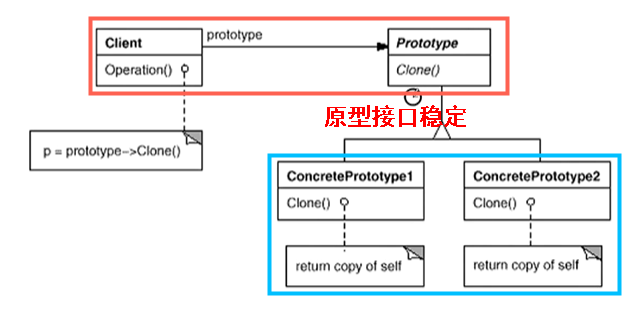 Client
Operation()
prototype
Prototype
Clone()
原型接口稳定
p = prototype->Clone()
ConcretePrototype1
Clone()
return copy of self
ConcretePrototype2
Clone()
return copy of self